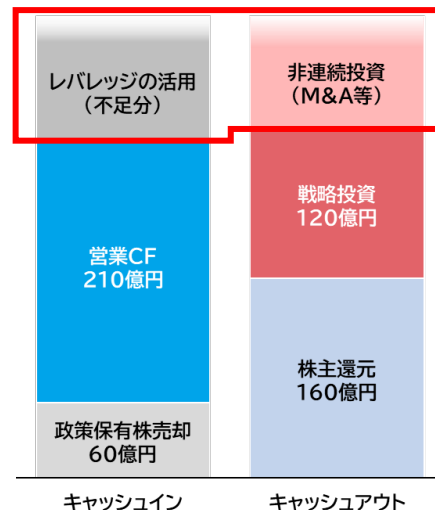 レバレッジの活用
（不足分）
営業CF
210億円
政策保有株売却
60億円
キャッシュイン
非連続投資
（M&A等）
戦略投資
120億円
株主還元
160億円
キャッシュアウト